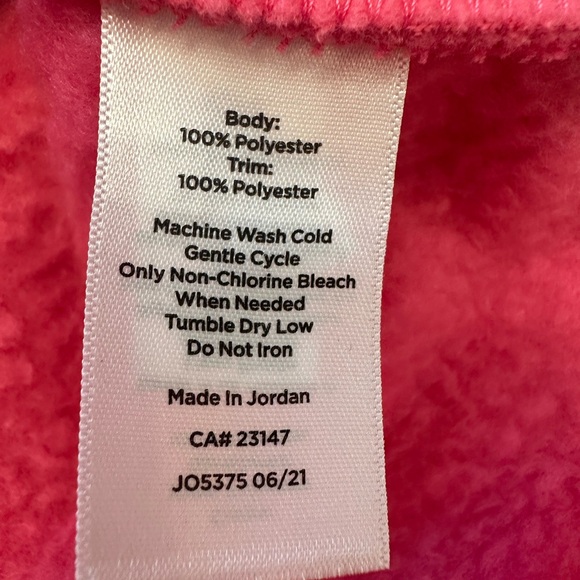 Body:
100% Polyester
Trim:
100% Polyester
Machine Wash Cold
Gentle Cycle
Only Non-Chlorine Bleach
When Needed
Tumble Dry Low
Do Not Iron
Made In Jordan
CA# 23147
JO5375 06/21